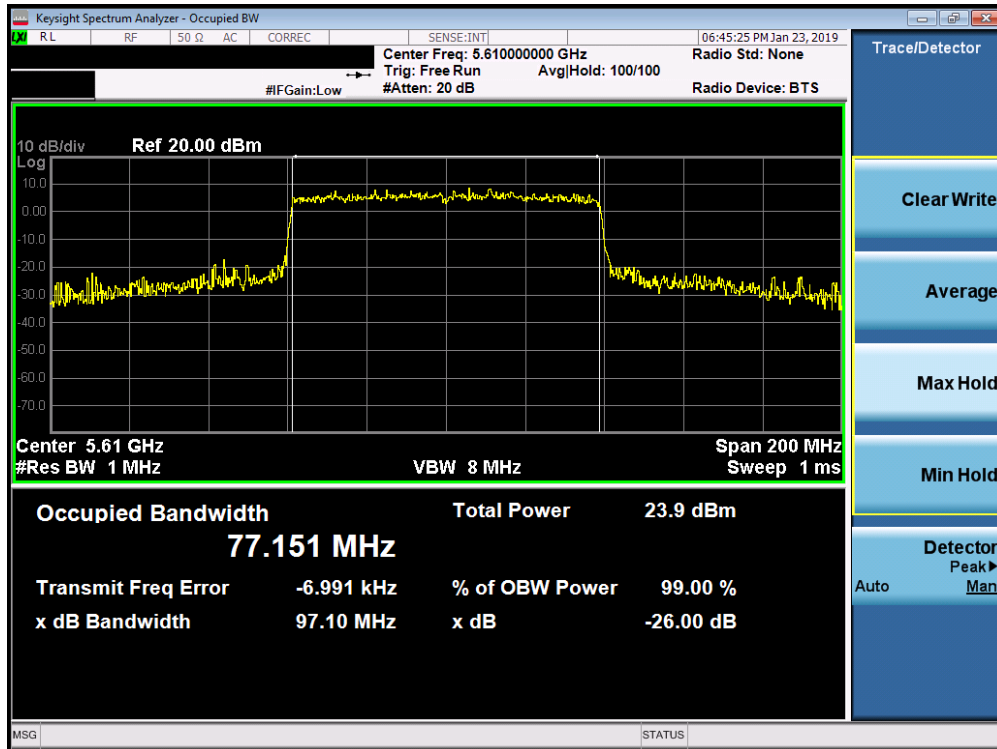 Keysight Spectrum Analyzer - Occupied BW
LXI RL RF 50 Ω AC CORREC SENSE:INT 06:45:25 PM Jan 23, 2019
Center Freq: 5.610000000 GHz Radio Std: None
Trig: Free Run Avg|Hold: 100/100
#IFGain:Low #Atten: 20 dB Radio Device: BTS
Trace/Detector
10 dB/div Ref 20.00 dBm
Log
10.0
0.00
-10.0
-20.0
-30.0
-40.0
-50.0
-60.0
-70.0
Center 5.61 GHz Span 200 MHz
#Res BW 1 MHz VBW 8 MHz Sweep 1 ms
Clear Write
Average
Max Hold
Min Hold
Detector
Peak▶
Auto Man
Occupied Bandwidth Total Power 23.9 dBm
77.151 MHz
Transmit Freq Error -6.991 kHz % of OBW Power 99.00 %
x dB Bandwidth 97.10 MHz x dB -26.00 dB
MSG STATUS